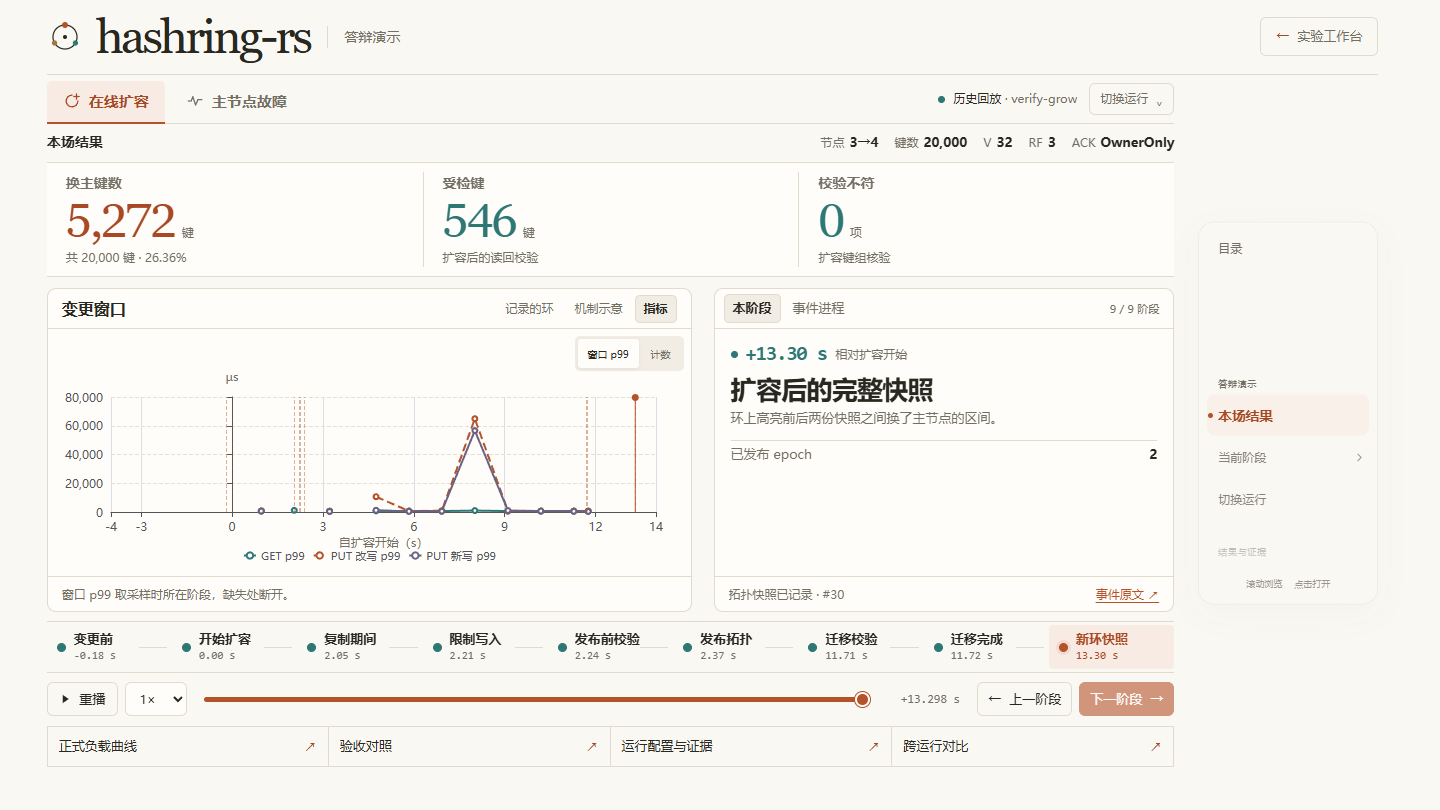 hashring-rs
答辩演示
← 实验工作台
在线扩容
主节点故障
历史回放 · verify-grow
切换运行
本场结果
节点 3→4 键数 20,000 V 32 RF 3 ACK OwnerOnly
换主键数
5,272 键
共 20,000 键 · 26.36%
受检键
546 键
扩容后的读回校验
校验不符
0 项
扩容键组核验
变更窗口
记录的环
机制示意
指标
窗口 p99
计数
μs
80,000
60,000
40,000
20,000
0
-4 -3 0 3 6 9 12 14
自扩容开始（s）
GET p99 PUT 改写 p99 PUT 新写 p99
窗口 p99 取采样时所在阶段，缺失处断开。
本阶段
事件进程
9 / 9 阶段
+13.30 s 相对扩容开始
扩容后的完整快照
环上高亮前后两份快照之间换了主节点的区间。
已发布 epoch 2
拓扑快照已记录 · #30
事件原文 ↗
变更前
-0.18 s
开始扩容
0.00 s
复制期间
2.05 s
限制写入
2.21 s
发布前校验
2.24 s
发布拓扑
2.37 s
迁移校验
11.71 s
迁移完成
11.72 s
新环快照
13.30 s
重播
1×
+13.298 s
← 上一阶段
下一阶段 →
正式负载曲线 ↗
验收对照 ↗
运行配置与证据 ↗
跨运行对比 ↗
目录
答辩演示
本场结果
当前阶段
切换运行
结果与证据
滚动浏览 点击打开